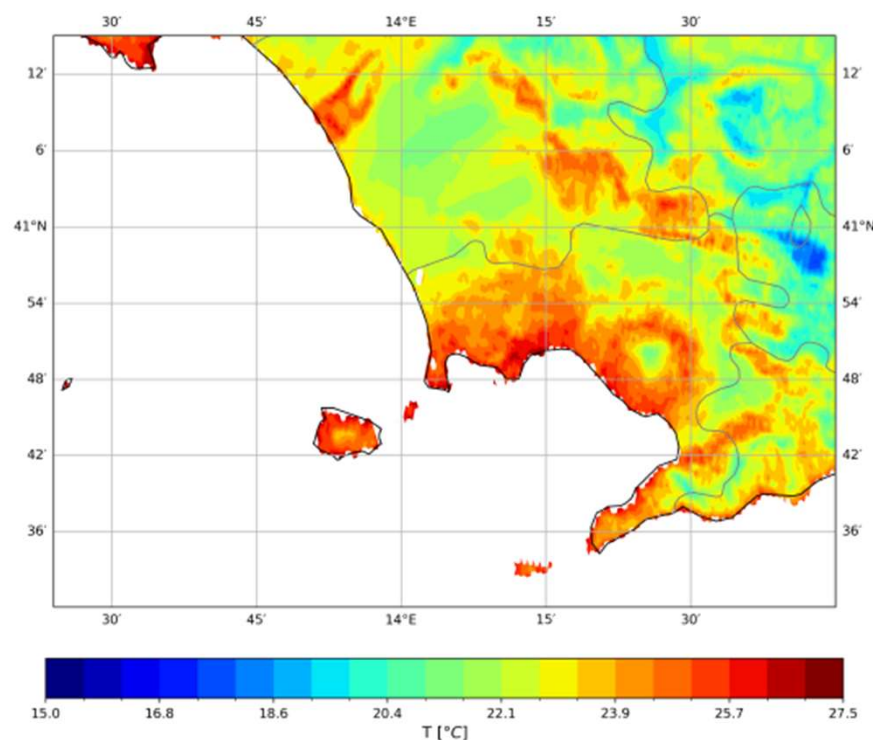 30′ 45′ 14°E 15′ 30′
12′ 12′
6′ 6′
41°N 41°N
54′ 54′
48′ 48′
42′ 42′
36′ 36′
30′ 45′ 14°E 15′ 30′
15.0 16.8 18.6 20.4 22.1 23.9 25.7 27.5
T [°C]